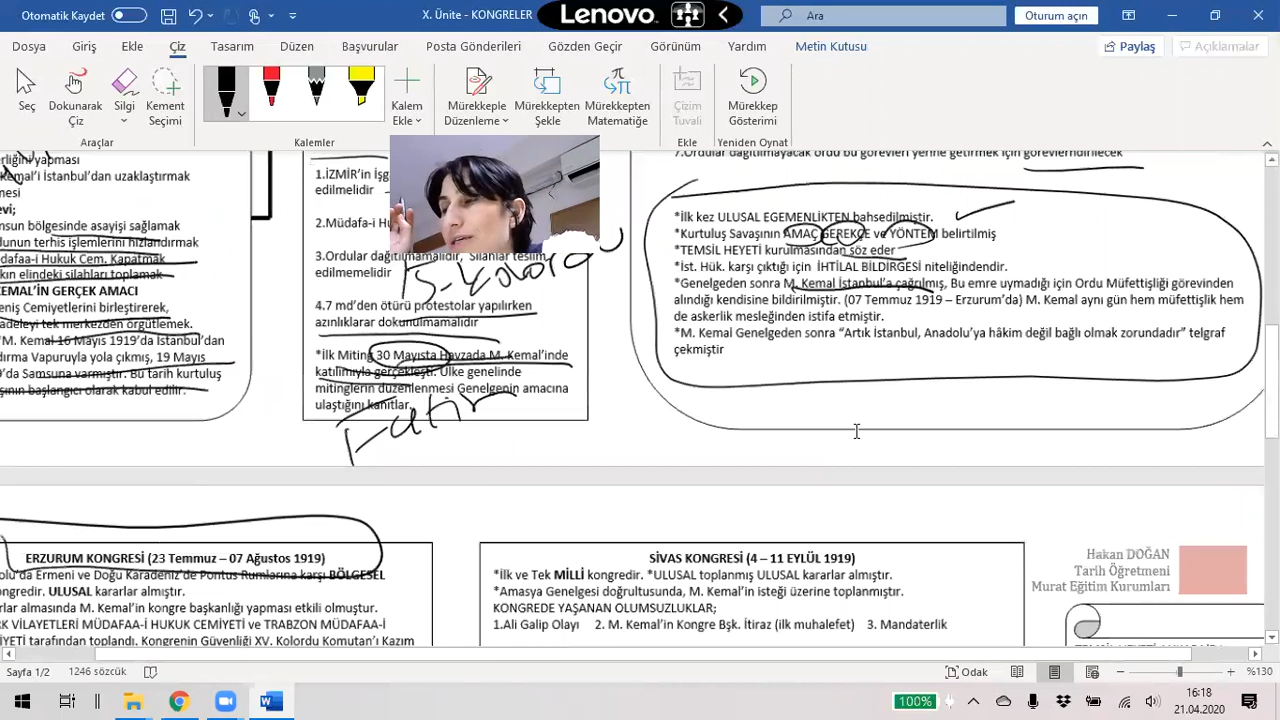 Otomatik Kaydet
X. Ünite - KONGRELER
Lenovo
Ara
Oturum açın
Dosya
Giriş
Ekle
Çiz
Tasarım
Düzen
Başvurular
Posta Gönderileri
Gözden Geçir
Görünüm
Yardım
Metin Kutusu
Paylaş
Açıklamalar
Seç
Dokunarak Çiz
Silgi
Kement Seçimi
Kalem Ekle
Mürekkeple Düzenleme
Mürekkepten Şekle
Mürekkepten Matematiğe
Çizim Tuvali
Mürekkep Gösterimi
Araçlar
Kalemler
Dönüştür
Ekle
Yeniden Oynat
erliğini yapması
Kemal'i İstanbul'dan uzaklaştırmak
mesi
evi;
nsun bölgesinde asayişi sağlamak
dunun terhis işlemlerini hızlandırmak
dafaa-i Hukuk Cem. Kapatmak
kın elindeki silahları toplamak
EMAL'İN GERÇEK AMACI
eniş Cemiyetlerini birleştirerek,
adeleyi tek merkezden örgütlemek.
*M. Kemal 16 Mayıs 1919'da İstanbul'dan
dırma Vapuruyla yola çıkmış, 19 Mayıs
9'da Samsuna varmıştır. Bu tarih kurtuluş
şının başlangıcı olarak kabul edilir.
1.İZMİR'in İşg
edilmelidir
2.Müdafa-i Hu
3.Ordular dağıtılmamalıdır, Silahlar teslim
edilmemelidir
15. Kolordu
4.7 md'den ötürü protestolar yapılırken
azınlıklar dokunulmamalıdır
*İlk Miting 30 Mayısta Havzada M. Kemal'inde
katılımıyla gerçekleşti. Ülke genelinde
mitinglerin düzenlenmesi Genelgenin amacına
ulaştığını kanıtlar.
7.Ordular dağıtılmayacak ordu bu görevleri yerine getirmek için görevlendirilecek
*İlk kez ULUSAL EGEMENLİKTEN bahsedilmiştir.
*Kurtuluş Savaşının AMAÇ GEREKÇE ve YÖNTEM belirtilmiş
*TEMSİL HEYETİ kurulmasından söz eder
*İst. Hük. karşı çıktığı için İHTİLAL BİLDİRGESİ niteliğindendir.
*Genelgeden sonra M. Kemal İstanbul'a çağrılmış, Bu emre uymadığı için Ordu Müfettişliği görevinden
alındığı kendisine bildirilmiştir. (07 Temmuz 1919 – Erzurum'da) M. Kemal aynı gün hem müfettişlik hem
de askerlik mesleğinden istifa etmiştir.
*M. Kemal Genelgeden sonra “Artık İstanbul, Anadolu'ya hâkim değil bağlı olmak zorundadır” telgraf
çekmiştir
ERZURUM KONGRESİ (23 Temmuz – 07 Ağustos 1919)
olu'da Ermeni ve Doğu Karadeniz'de Pontus Rumlarına karşı BÖLGESEL
kongredir. ULUSAL kararlar almıştır.
rlar almasında M. Kemal'in kongre başkanlığı yapması etkili olmuştur.
RK VİLAYETLERİ MÜDAFAA-İ HUKUK CEMİYETİ ve TRABZON MÜDAFAA-İ
İYETİ tarafından toplandı. Kongrenin Güvenliği XV. Kolordu Komutan'ı Kazım
SİVAS KONGRESİ (4 – 11 EYLÜL 1919)
*İlk ve Tek MİLLİ kongredir. *ULUSAL toplanmış ULUSAL kararlar almıştır.
*Amasya Genelgesi doğrultusunda, M. Kemal'in isteği üzerine toplanmıştır.
KONGREDE YAŞANAN OLUMSUZLUKLAR;
1.Ali Galip Olayı 2. M. Kemal'in Kongre Bşk. İtiraz (ilk muhalefet) 3. Mandaterlik
Hakan DOĞAN
Tarih Öğretmeni
Murat Eğitim Kurumları
Sayfa 1/2
1246 sözcük
Odak
%130
100%
16:18
21.04.2020